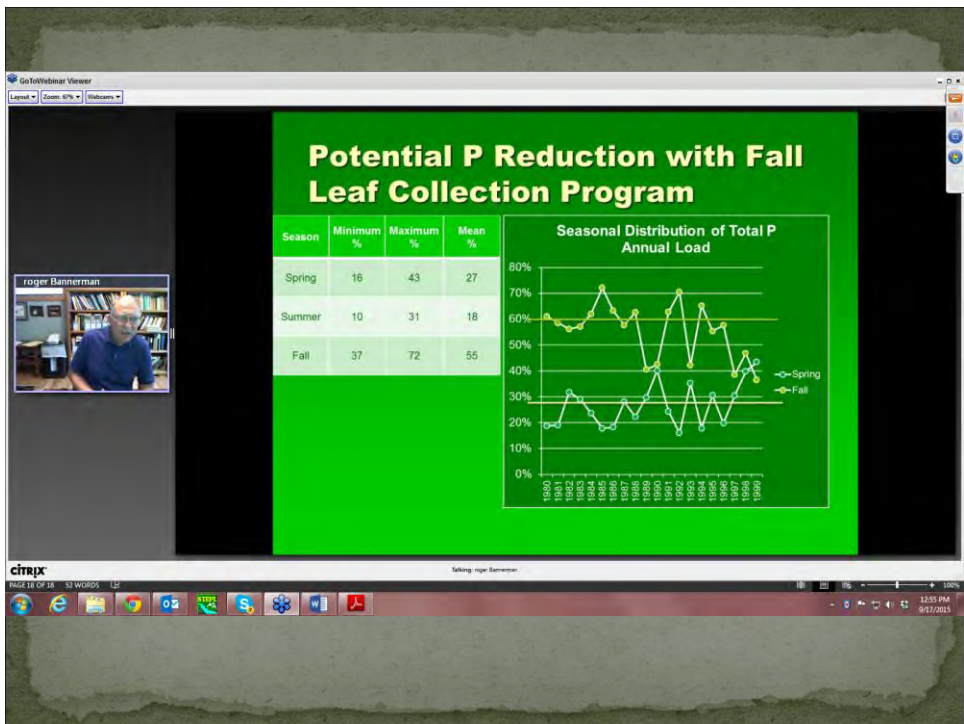 GoToWebinar Viewer
Layout Zoom: 67% Webcams
Potential P Reduction with Fall
Leaf Collection Program
Season Minimum % Maximum % Mean %
Spring 16 43 27
Summer 10 31 18
Fall 37 72 55
Seasonal Distribution of Total P
Annual Load
80%
70%
60%
50%
40%
30%
20%
10%
0%
Spring
Fall
1980 1981 1982 1983 1984 1985 1986 1987 1988 1989 1990 1991 1992 1993 1994 1995 1996 1997 1998 1999
roger Bannerman
CITRIX
Talking: roger Bannerman
PAGE 18 OF 18 52 WORDS
100%
STEPL
12:55 PM
9/17/2015